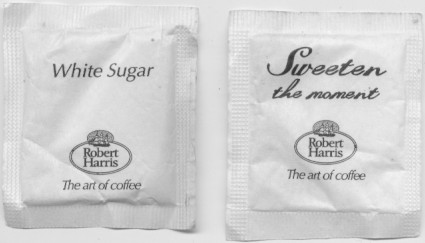 White Sugar
Robert
Harris
The art of coffee
Sweeten
the moment
Robert
Harris
The art of coffee